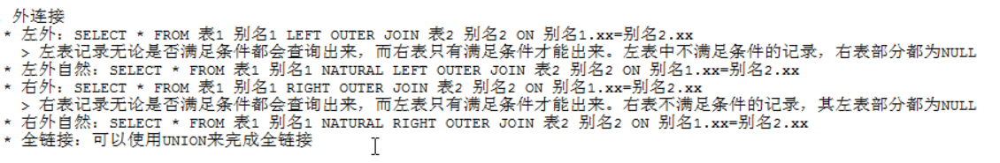 外连接
* 左外：SELECT * FROM 表1 别名1 LEFT OUTER JOIN 表2 别名2 ON 别名1.xx=别名2.xx
> 左表记录无论是否满足条件都会查询出来，而右表只有满足条件才能出来。左表中不满足条件的记录，右表部分都为NULL
* 左外自然：SELECT * FROM 表1 别名1 NATURAL LEFT OUTER JOIN 表2 别名2 ON 别名1.xx=别名2.xx
* 右外：SELECT * FROM 表1 别名1 RIGHT OUTER JOIN 表2 别名2 ON 别名1.xx=别名2.xx
> 右表记录无论是否满足条件都会查询出来，而左表只有满足条件才能出来。右表不满足条件的记录，其左表部分都为NULL
* 右外自然：SELECT * FROM 表1 别名1 NATURAL RIGHT OUTER JOIN 表2 别名2 ON 别名1.xx=别名2.xx
* 全链接：可以使用UNION来完成全链接